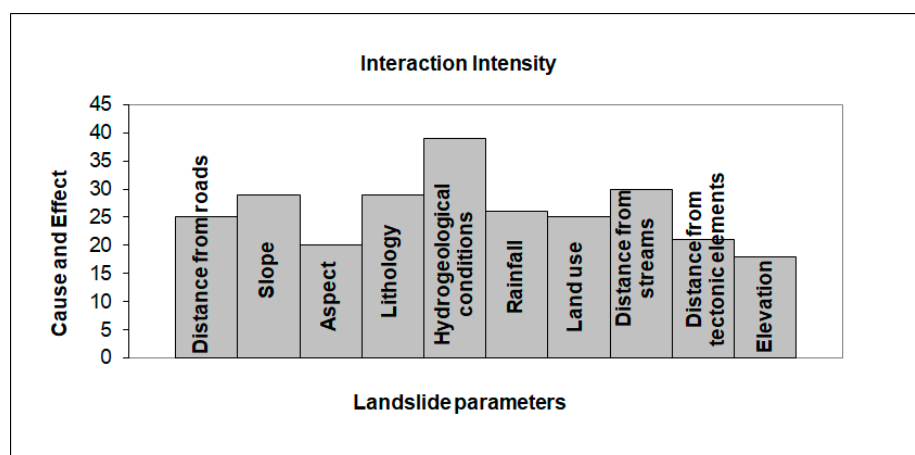 Interaction Intensity
Cause and Effect
45
40
35
30
25
20
15
10
5
0
Distance from roads
Slope
Aspect
Lithology
Hydrogeological
conditions
Rainfall
Land use
Distance from
streams
Distance from
tectonic elements
Elevation
Landslide parameters